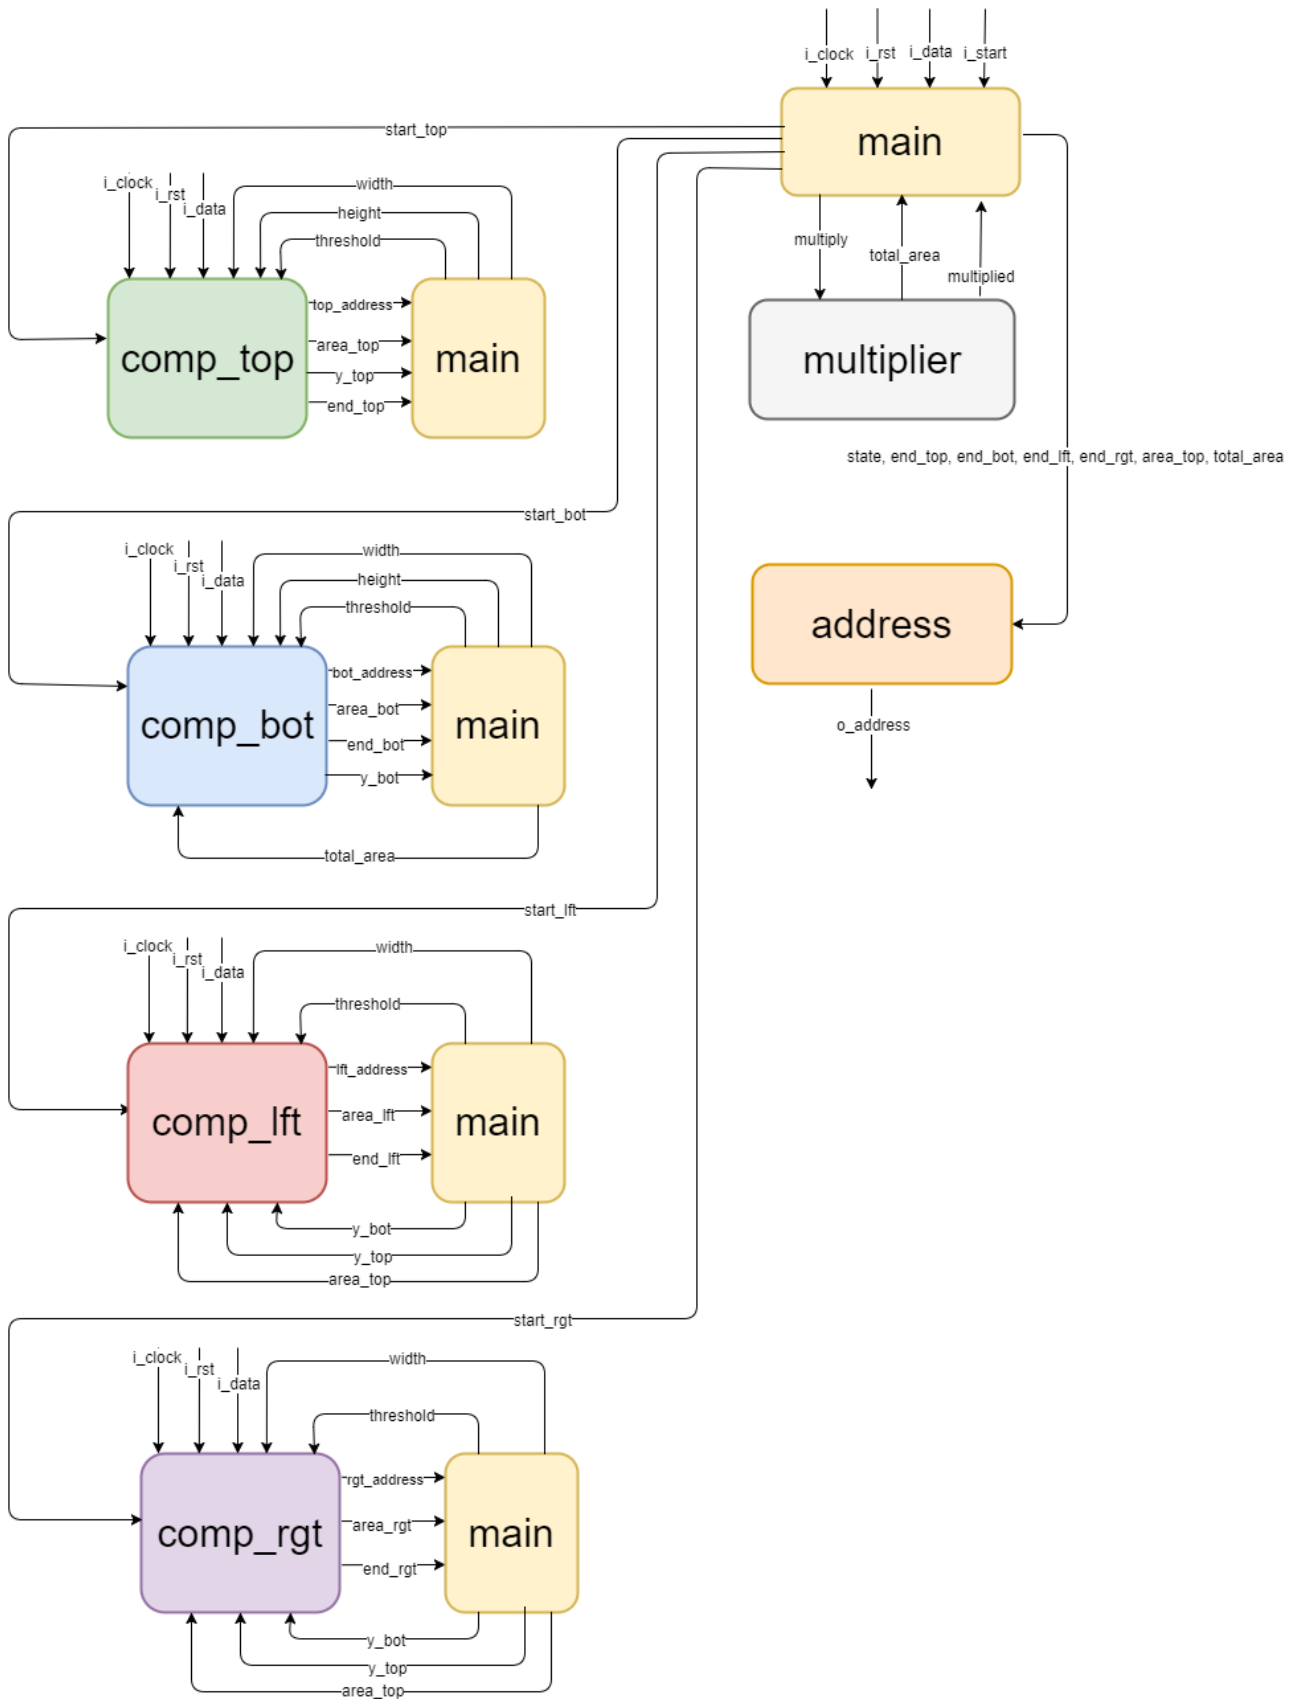 i_clock
i_rst
i_data
i_start
main
start_top
multiply
total_area
multiplied
multiplier
state, end_top, end_bot, end_lft, end_rgt, area_top, total_area
address
o_address
i_clock
i_rst
i_data
width
height
threshold
comp_top
top_address
area_top
y_top
end_top
main
start_bot
i_clock
i_rst
i_data
width
height
threshold
comp_bot
bot_address
area_bot
end_bot
y_bot
main
total_area
start_lft
i_clock
i_rst
i_data
width
threshold
comp_lft
lft_address
area_lft
end_lft
main
y_bot
y_top
area_top
start_rgt
i_clock
i_rst
i_data
width
threshold
comp_rgt
rgt_address
area_rgt
end_rgt
main
y_bot
y_top
area_top